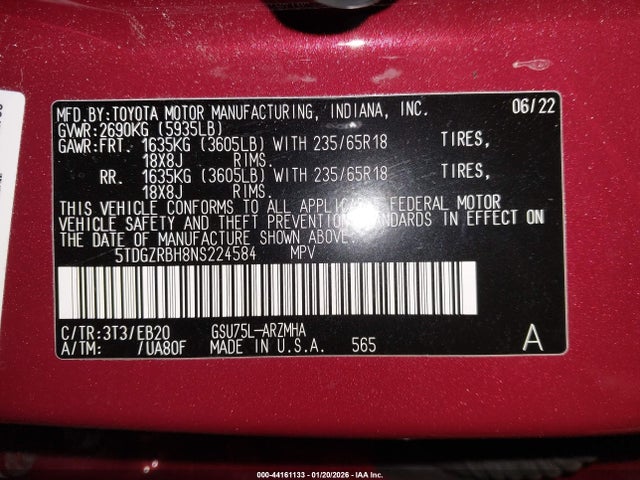 MFD.BY:TOYOTA MOTOR MANUFACTURING, INDIANA, INC. 06/22
GVWR:2690KG (5935LB)
GAWR:FRT. 1635KG (3605LB) WITH 235/65R18 TIRES,
18X8J RIMS.
RR. 1635KG (3605LB) WITH 235/65R18 TIRES,
18X8J RIMS.
THIS VEHICLE CONFORMS TO ALL APPLICABLE FEDERAL MOTOR
VEHICLE SAFETY AND THEFT PREVENTION STANDARDS IN EFFECT ON
THE DATE OF MANUFACTURE SHOWN ABOVE.
5TDGZRBH8NS224584 MPV
C/TR:3T3/EB20 GSU75L-ARZMHA
A/TM: /UA80F MADE IN U.S.A. 565 A
000-44161133 - 01/20/2026 - IAA Inc.